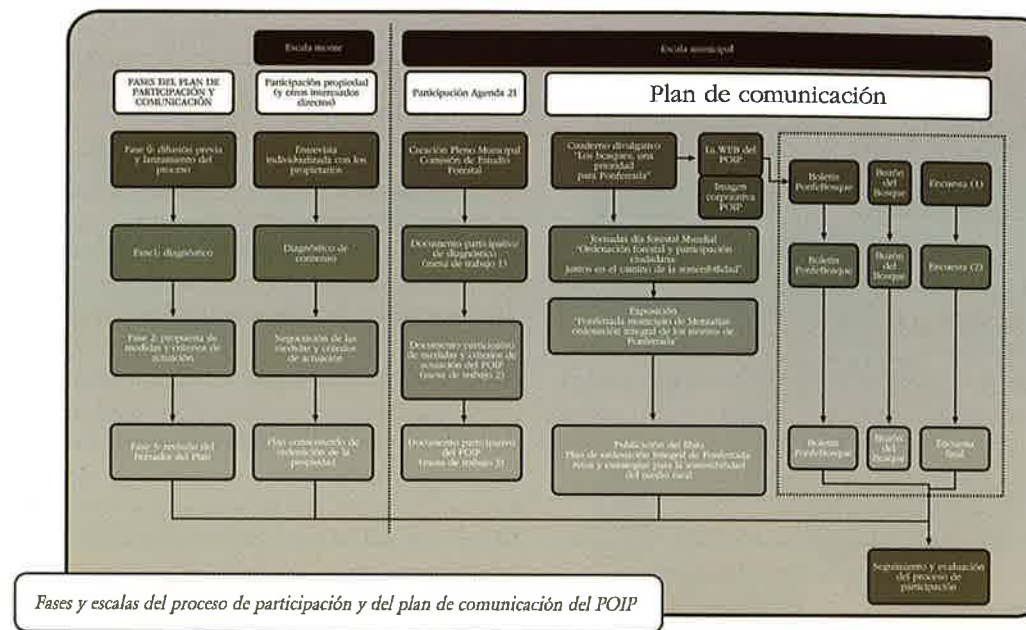 Escala monte
Escala municipal
FASES DEL PLAN DE
PARTICIPACIÓN Y
COMUNICACIÓN
Participación propiedad
(y otros interesados
directos)
Participación Agenda 21
Plan de comunicación
Fase 0: difusión previa
y lanzamiento del
proceso
Entrevista
individualizada con los
propietarios
Creación Pleno Municipal
Comisión de Estudio
Forestal
Cuaderno divulgativo
"Los bosques, una
prioridad
para Ponferrada"
La WEB del
POIP
Imagen
corporativa
POIP
Boletín
PonfeBosque
Buzón
del
Bosque
Encuesta (1)
Fase1: diagnóstico
Diagnóstico de
consenso
Documento participativo
de diagnóstico
(mesa de trabajo 1)
Jornadas día forestal Mundial
"Ordenación forestal y participación
ciudadana
Juntos en el camino de la sostenibilidad"
Boletín
PonfeBosque
Buzón
del
Bosque
Encuesta (2)
Fase 2: propuesta de
medidas y criterios de
actuación
Negociación de las
medidas y criterios
de actuación
Documento participativo
de medidas y criterios de
actuación del POIP
(mesa de trabajo 2)
Exposición
"Ponferrada municipio de Montañas
ordenación integral de los montes de
Ponferrada"
Fase 3: revisión del
Borrador del Plan
Plan consensuado de
ordenación de la
propiedad
Documento participativo
del POIP
(mesa de trabajo 3)
Publicación del libro
Plan de ordenación Integral de Ponferrada
retos y estrategias para la sostenibilidad
del medio rural
Boletín
PonfeBosque
Buzón
del
Bosque
Encuesta
final
Seguimiento y evaluación
del proceso de
participación
Fases y escalas del proceso de participación y del plan de comunicación del POIP